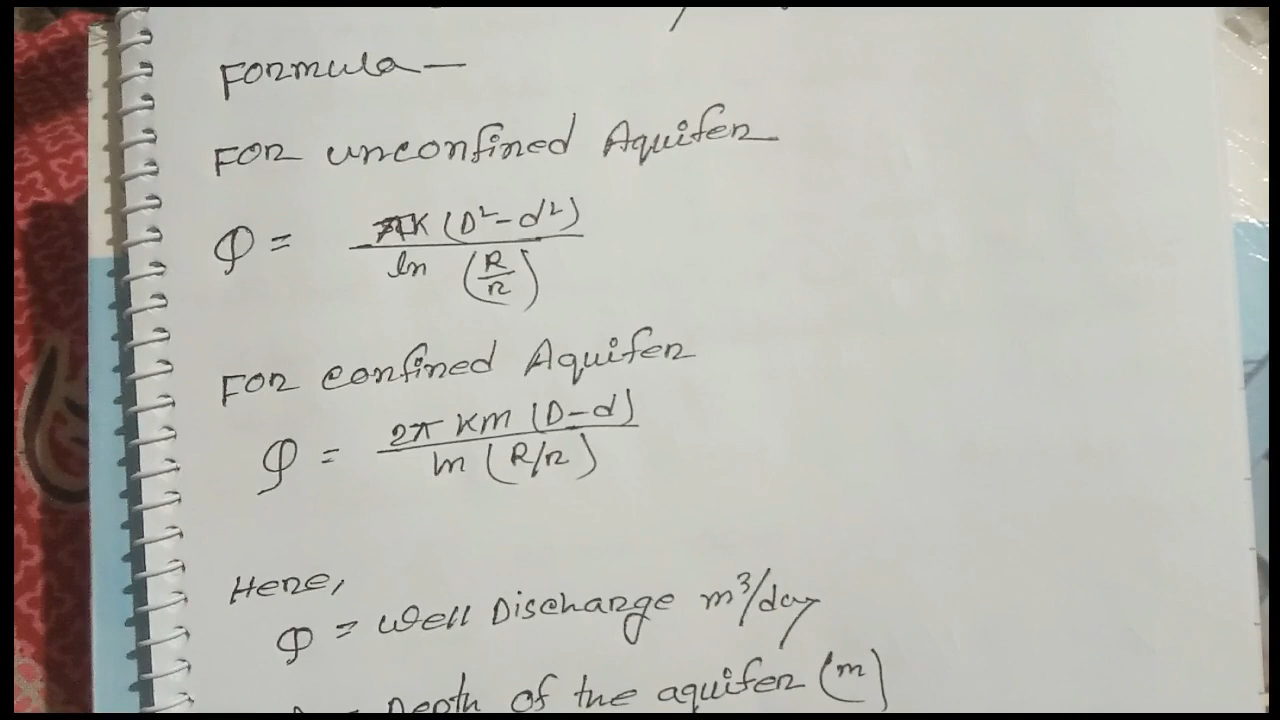 Formula —
For unconfined Aquifer
Q = πK (D² - d²) / ln (R/r)
For confined Aquifer
Q = 2π Km (D-d) / ln (R/r)
Here,
Q = Well Discharge m³/day
= Depth of the aquifer (m)